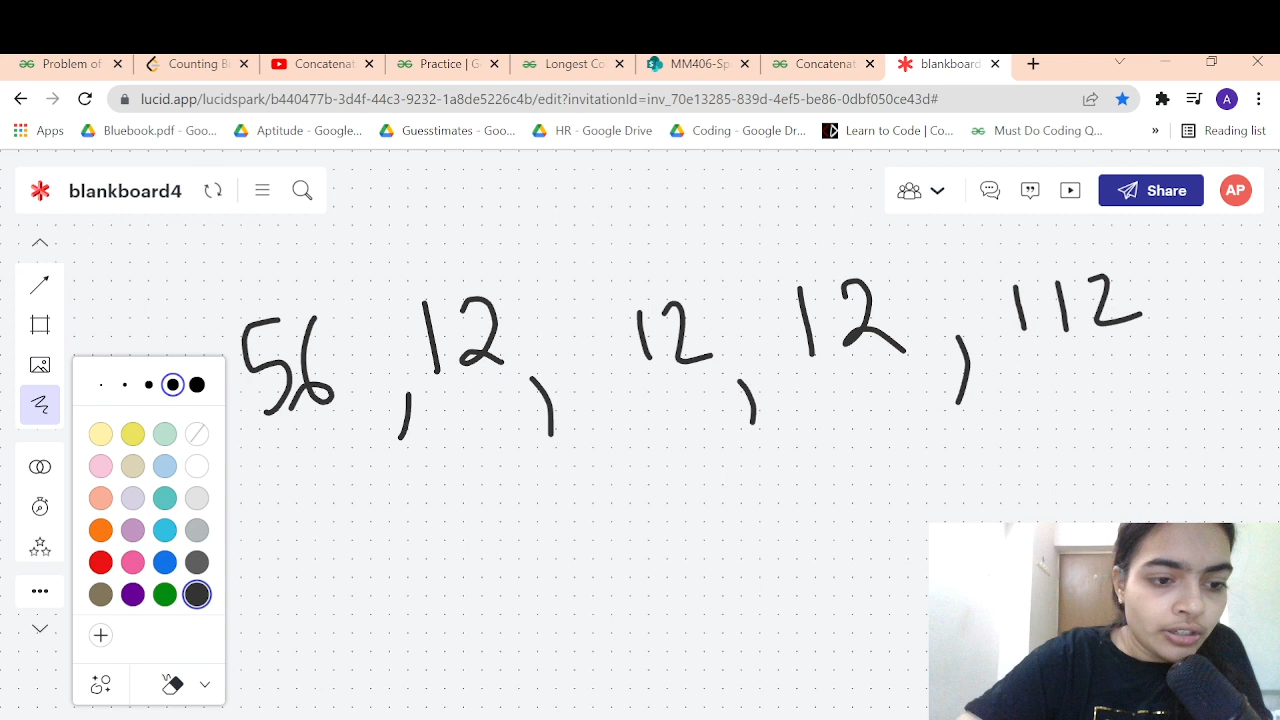 Problem of
Counting Bi
Concatenat
Practice | G
Longest Co
MM406-Sp
Concatenat
blankboard
lucid.app/lucidspark/b440477b-3d4f-44c3-9232-1a8de5226c4b/edit?invitationId=inv_70e13285-839d-4ef5-be86-0dbf050ce43d#
A
Apps Bluebook.pdf - Goo... Aptitude - Google... Guesstimates - Goo... HR - Google Drive Coding - Google Dr... Learn to Code | Co... Must Do Coding Q... » Reading list
blankboard4
Share
AP
56 , 12 , 12 , 12 , 112